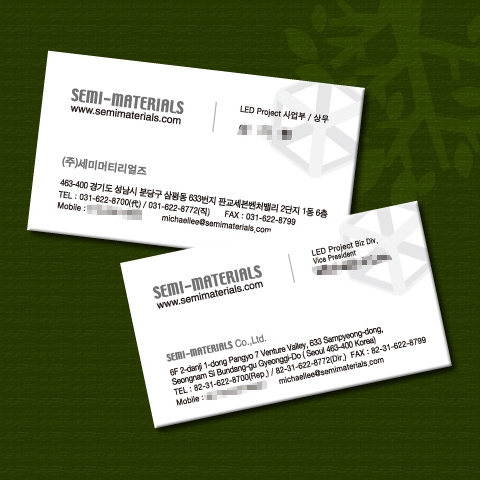 SEMI-MATERIALS
www.semimaterials.com
LED Project 사업부 / 상무
(주)세미머티리얼즈
463-400 경기도 성남시 분당구 삼평동 633번지 판교세븐벤처밸리 2단지 1동 6층
TEL : 031-622-8700(代) / 031-622-8772(직) FAX : 031-622-8799
Mobile : michaellee@semimaterials.com
SEMI-MATERIALS
www.semimaterials.com
LED Project Biz Div.
Vice President
SEMI-MATERIALS Co.,Ltd.
6F 2-danji 1-dong Pangyo 7 Venture Valley, 633 Sampyeong-dong,
Seongnam Si Bundang-gu Gyeonggi-Do ( Seoul 463-400 Korea)
TEL : 82-31-622-8700(Rep.) / 82-31-622-8772(Dir.) FAX : 82-31-622-8799
Mobile : michaellee@semimaterials.com